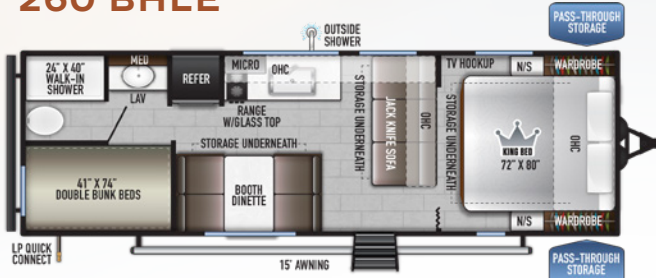 260 BHLE
OUTSIDE
SHOWER
PASS-THROUGH
STORAGE
24" X 40"
WALK-IN
SHOWER
MED
LAV
REFER
MICRO
OHC
RANGE
W/GLASS TOP
STORAGE UNDERNEATH
JACK KNIFE SOFA
OHC
TV HOOKUP
N/S
WARDROBE
STORAGE UNDERNEATH
KING BED
72" X 80"
OHC
STORAGE UNDERNEATH
41" X 74"
DOUBLE BUNK BEDS
BOOTH
DINETTE
N/S
WARDROBE
LP QUICK
CONNECT
15' AWNING
PASS-THROUGH
STORAGE